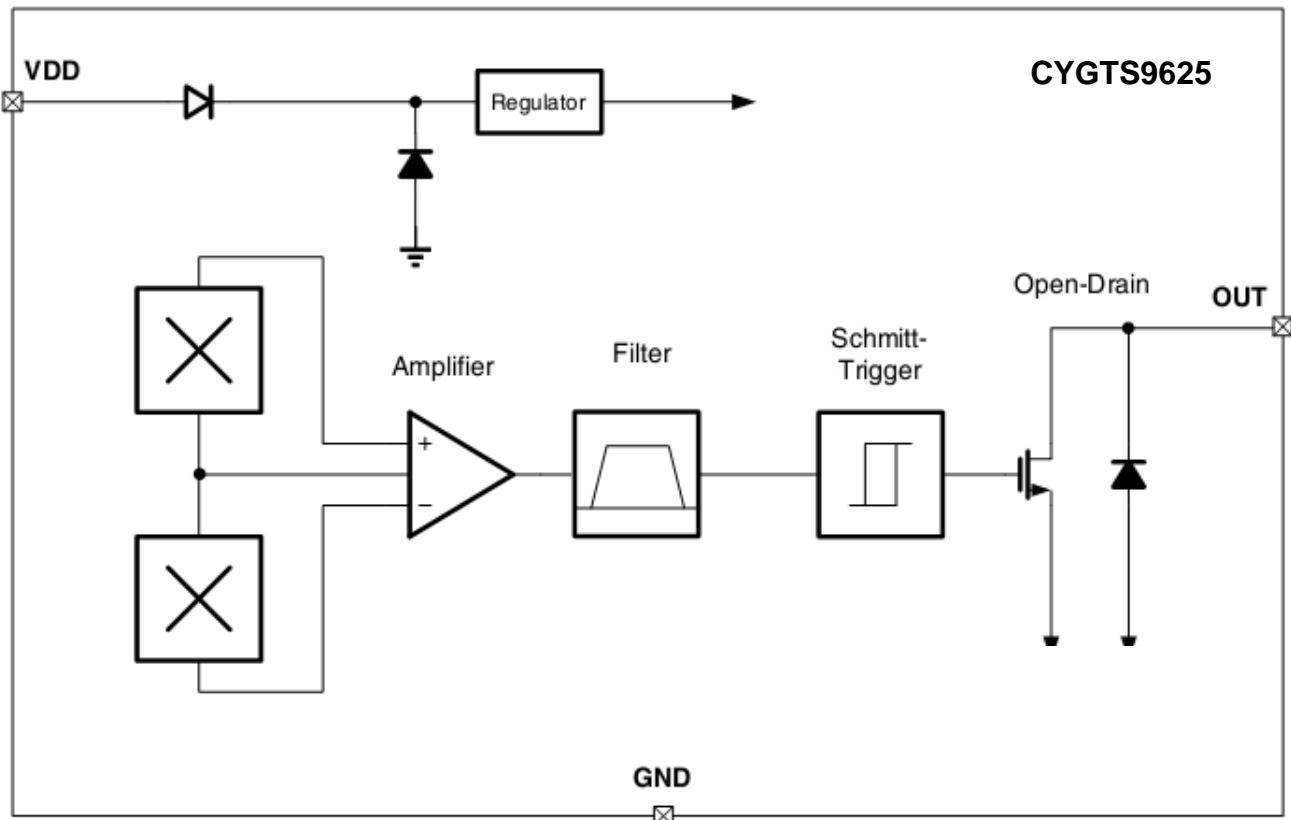 VDD
CYGTS9625
Regulator
Open-Drain
OUT
Schmitt-
Trigger
Filter
Amplifier
+
−
GND